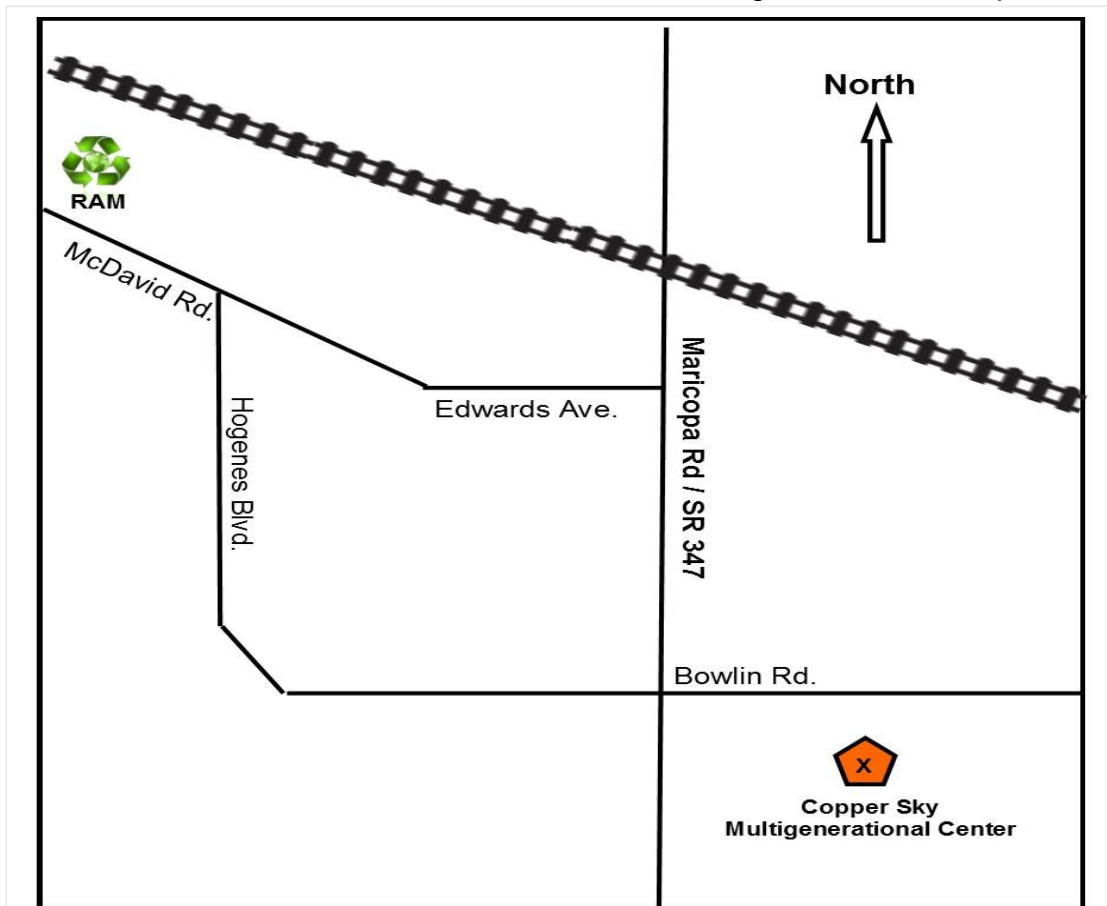 North
RAM
McDavid Rd.
Edwards Ave.
Hogenes Blvd.
Maricopa Rd / SR 347
Bowlin Rd.
X
Copper Sky
Multigenerational Center